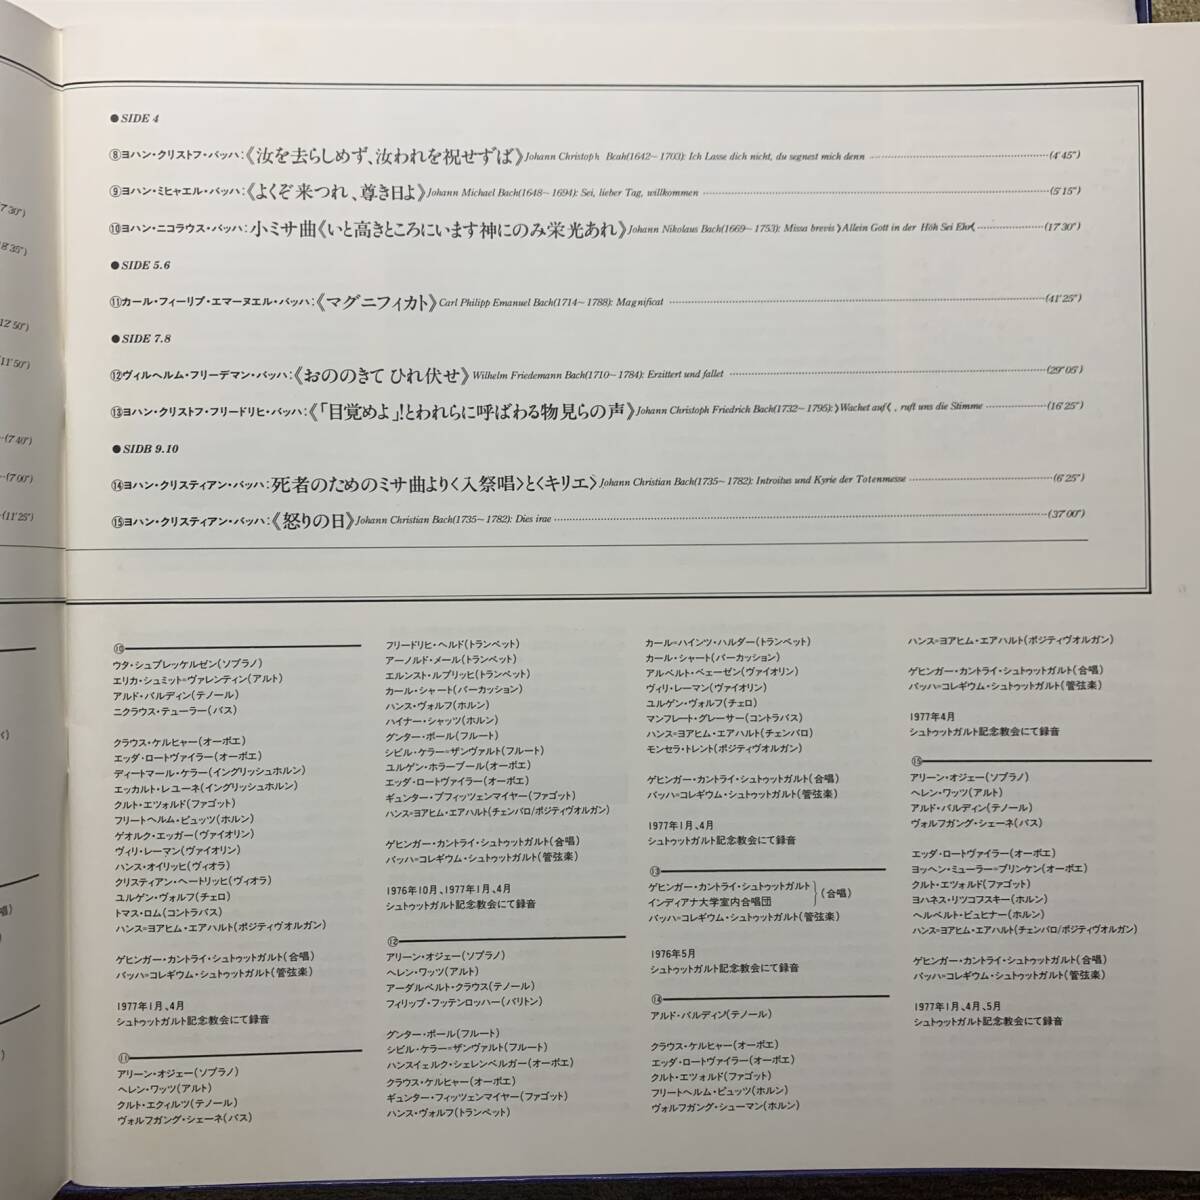 7'30")
18'35")
12'50")
11'50")
(7'40")
(7'00")
(11'25")
●SIDE 4
⑧ヨハン・クリストフ・バッハ:《汝を去らしめず、汝われを祝せずば》Johann Christoph Bcah(1642~1703): Ich Lasse dich nicht, du segnest mich denn (4'45")
⑨ヨハン・ミヒャエル・バッハ:《よくぞ来つれ、尊き日よ》Johann Michael Bach(1648~1694): Sei, lieber Tag, willkommen (5'15")
⑩ヨハン・ニコラウス・バッハ:小ミサ曲《いと高きところにいます神にのみ栄光あれ》Johann Nikolaus Bach(1669~1753): Missa brevis 》Allein Gott in der Höh Sei Ehr《 (17'30")
●SIDE 5.6
⑪カール・フィーリプ・エマーヌエル・バッハ:《マグニフィカト》Carl Philipp Emanuel Bach(1714~1788): Magnificat (41'25")
●SIDE 7.8
⑫ヴィルヘルム・フリーデマン・バッハ:《おののきて ひれ伏せ》Wilhelm Friedemann Bach(1710~1784): Erzittert und fallet (29'05")
⑬ヨハン・クリストフ・フリードリヒ・バッハ:《「目覚めよ」!とわれらに呼ばわる物見らの声》Johann Christoph Friedrich Bach(1732~1795): 》Wachet auf《, ruft uns die Stimme (16'25")
●SIDB 9.10
⑭ヨハン・クリスティアン・バッハ:死者のためのミサ曲より〈入祭唱〉と〈キリエ〉Johann Christian Bach(1735~1782): Introitus und Kyrie der Totenmesse (6'25")
⑮ヨハン・クリスティアン・バッハ:《怒りの日》Johann Christian Bach(1735~1782): Dies irae (37'00")
⑩
ウタ・シュプレッケルゼン(ソプラノ)
エリカ・シュミット=ヴァレンティン(アルト)
アルド・バルディン(テノール)
ニクラウス・テューラー(バス)
クラウス・ケルヒャー(オーボエ)
エッダ・ロートヴァイラー(オーボエ)
ディートマール・ケラー(イングリッシュホルン)
エッカルト・レユーネ(イングリッシュホルン)
クルト・エツォルド(ファゴット)
フリートヘルム・ピュッツ(ホルン)
ゲオルク・エッガー(ヴァイオリン)
ヴィリ・レーマン(ヴァイオリン)
ハンス・オイリッヒ(ヴィオラ)
クリスティアン・ヘートリッヒ(ヴィオラ)
ユルゲン・ヴォルフ(チェロ)
トマス・ロム(コントラバス)
ハンス=ヨアヒム・エアハルト(ポジティヴオルガン)
ゲヒンガー・カントライ・シュトゥットガルト(合唱)
バッハ=コレギウム・シュトゥットガルト(管弦楽)
1977年1月、4月
シュトゥットガルト記念教会にて録音
⑪
アリーン・オジェー(ソプラノ)
ヘレン・ワッツ(アルト)
クルト・エクィルツ(テノール)
ヴォルフガング・シェーネ(バス)
フリードリヒ・ヘルド(トランペット)
アーノルド・メール(トランペット)
エルンスト・ルブリッヒ(トランペット)
カール・シャート(パーカッション)
ハンス・ヴォルフ(ホルン)
ハイナー・シャッツ(ホルン)
グンター・ポール(フルート)
シビル・ケラー=ザンヴァルト(フルート)
ユルゲン・ホラープール(オーボエ)
エッダ・ロートヴァイラー(オーボエ)
ギュンター・プフィッツェンマイヤー(ファゴット)
ハンス=ヨアヒム・エアハルト(チェンバロ/ポジティヴオルガン)
ゲヒンガー・カントライ・シュトゥットガルト(合唱)
バッハ=コレギウム・シュトゥットガルト(管弦楽)
1976年10月、1977年1月、4月
シュトゥットガルト記念教会にて録音
⑫
アリーン・オジェー(ソプラノ)
ヘレン・ワッツ(アルト)
アーダルベルト・クラウス(テノール)
フィリップ・フッテンロッハー(バリトン)
グンター・ポール(フルート)
シビル・ケラー=ザンヴァルト(フルート)
ハンスイェルク・シェレンベルガー(オーボエ)
クラウス・ケルヒャー(オーボエ)
ギュンター・フィッツェンマイヤー(ファゴット)
ハンス・ヴォルフ(トランペット)
カール=ハインツ・ハルダー(トランペット)
カール・シャート(パーカッション)
アルベルト・ベェーゼン(ヴァイオリン)
ヴィリ・レーマン(ヴァイオリン)
ユルゲン・ヴォルフ(チェロ)
マンフレート・グレーサー(コントラバス)
ハンス=ヨアヒム・エアハルト(チェンバロ)
モンセラ・トレント(ポジティヴオルガン)
ゲヒンガー・カントライ・シュトゥットガルト(合唱)
バッハ=コレギウム・シュトゥットガルト(管弦楽)
1977年1月、4月
シュトゥットガルト記念教会にて録音
⑬
ゲヒンガー・カントライ・シュトゥットガルト
インディアナ大学室内合唱団 }(合唱)
バッハ=コレギウム・シュトゥットガルト(管弦楽)
1976年5月
シュトゥットガルト記念教会にて録音
⑭
アルド・バルディン(テノール)
クラウス・ケルヒャー(オーボエ)
エッダ・ロートヴァイラー(オーボエ)
クルト・エツォルド(ファゴット)
フリートヘルム・ピュッツ(ホルン)
ヴォルフガング・シューマン(ホルン)
ハンス=ヨアヒム・エアハルト(ポジティヴオルガン)
ゲヒンガー・カントライ・シュトゥットガルト(合唱)
バッハ=コレギウム・シュトゥットガルト(管弦楽)
1977年4月
シュトゥットガルト記念教会にて録音
⑮
アリーン・オジェー(ソプラノ)
ヘレン・ワッツ(アルト)
アルド・バルディン(テノール)
ヴォルフガング・シェーネ(バス)
エッダ・ロートヴァイラー(オーボエ)
ヨッヘン・ミューラー=ブリンケン(オーボエ)
クルト・エツォルド(ファゴット)
ヨハネス・リツコフスキー(ホルン)
ヘルベルト・ビュヒナー(ホルン)
ハンス=ヨアヒム・エアハルト(チェンバロ/ポジティヴオルガン)
ゲヒンガー・カントライ・シュトゥットガルト(合唱)
バッハ=コレギウム・シュトゥットガルト(管弦楽)
1977年1月、4月、5月
シュトゥットガルト記念教会にて録音